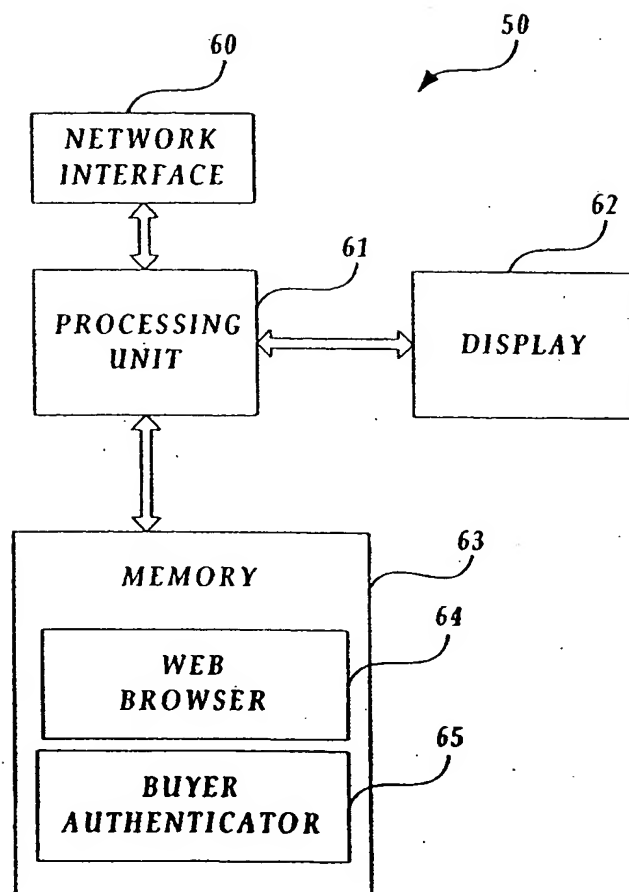 50
60
NETWORK
INTERFACE
61
62
PROCESSING
UNIT
DISPLAY
63
MEMORY
64
WEB
BROWSER
65
BUYER
AUTHENTICATOR